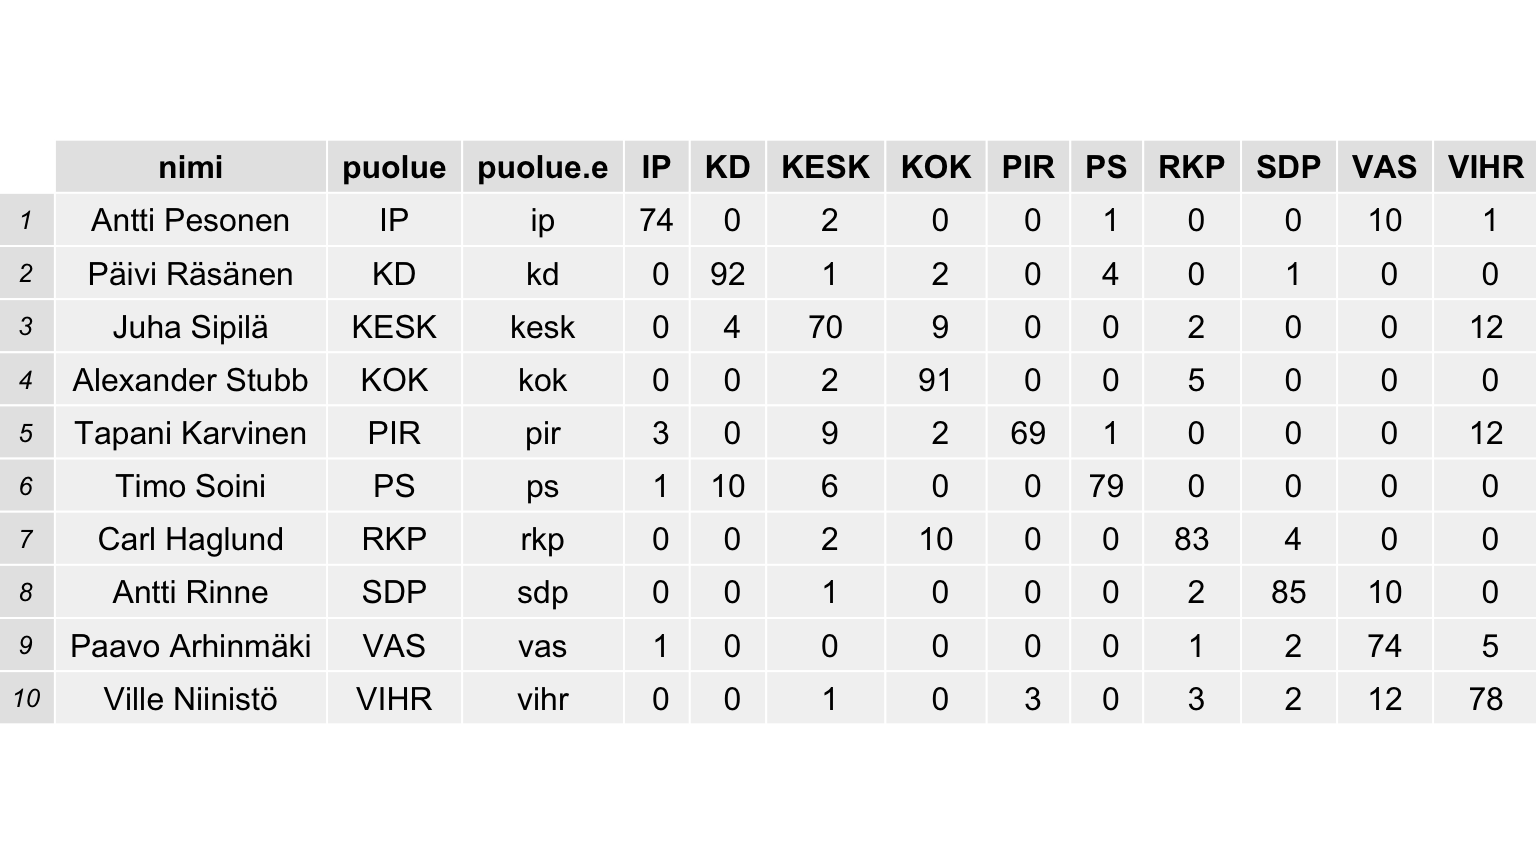 nimi puolue puolue.e IP KD KESK KOK PIR PS RKP SDP VAS VIHR
1 Antti Pesonen IP ip 74 0 2 0 0 1 0 0 10 1
2 Päivi Räsänen KD kd 0 92 1 2 0 4 0 1 0 0
3 Juha Sipilä KESK kesk 0 4 70 9 0 0 2 0 0 12
4 Alexander Stubb KOK kok 0 0 2 91 0 0 5 0 0 0
5 Tapani Karvinen PIR pir 3 0 9 2 69 1 0 0 0 12
6 Timo Soini PS ps 1 10 6 0 0 79 0 0 0 0
7 Carl Haglund RKP rkp 0 0 2 10 0 0 83 4 0 0
8 Antti Rinne SDP sdp 0 0 1 0 0 0 2 85 10 0
9 Paavo Arhinmäki VAS vas 1 0 0 0 0 0 1 2 74 5
10 Ville Niinistö VIHR vihr 0 0 1 0 3 0 3 2 12 78